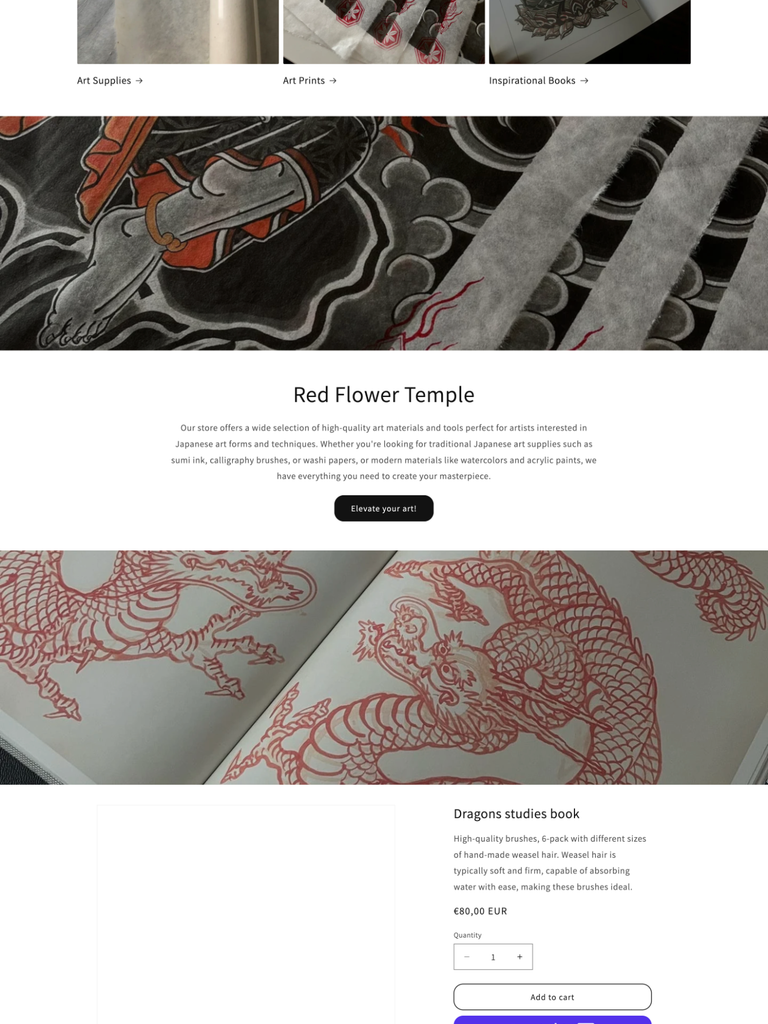 Art Supplies →
Art Prints →
Inspirational Books →
Red Flower Temple
Our store offers a wide selection of high-quality art materials and tools perfect for artists interested in
Japanese art forms and techniques. Whether you're looking for traditional Japanese art supplies such as
sumi ink, calligraphy brushes, or washi papers, or modern materials like watercolors and acrylic paints, we
have everything you need to create your masterpiece.
Elevate your art!
Dragons studies book
High-quality brushes, 6-pack with different sizes
of hand-made weasel hair. Weasel hair is
typically soft and firm, capable of absorbing
water with ease, making these brushes ideal.
€80,00 EUR
Quantity
− 1 +
Add to cart